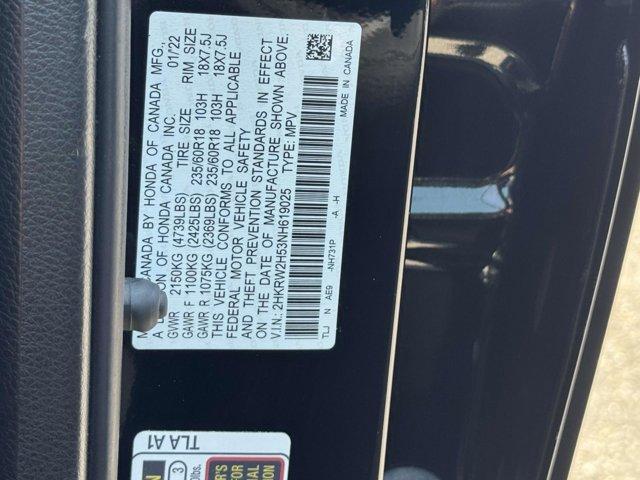 CANADA BY HONDA OF CANADA MFG.,
A OF HONDA CANADA INC. 01/22
GVWR 2150KG (4739LBS) TIRE SIZE RIM SIZE
GAWR F 1100KG (2425LBS) 235/60R18 103H 18X7.5J
GAWR R 1075KG (2369LBS) 235/60R18 103H 18X7.5J
THIS VEHICLE CONFORMS TO ALL APPLICABLE
FEDERAL MOTOR VEHICLE SAFETY
AND THEFT PREVENTION STANDARDS IN EFFECT
ON THE DATE OF MANUFACTURE SHOWN ABOVE.
V.I.N.: 2HKRW2H53NH619025 TYPE: MPV
TLJ N AE9 -NH731P -A -H
MADE IN CANADA
TLA A1
3
lbs.